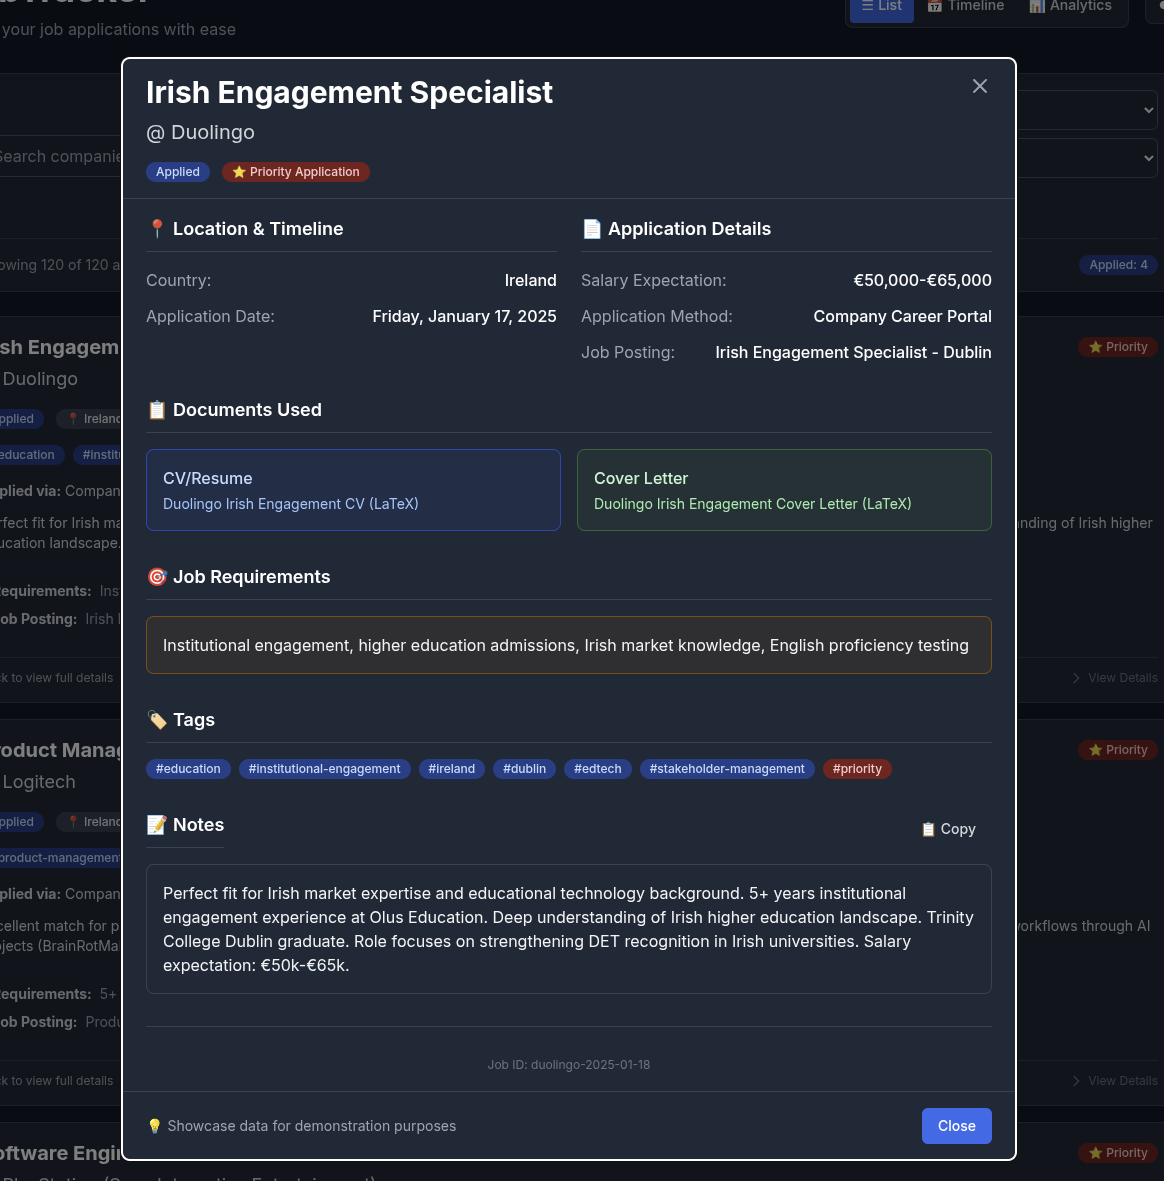 your job applications with ease
☰ List
📅 Timeline
📊 Analytics
Irish Engagement Specialist
@ Duolingo
Applied
⭐ Priority Application
📍 Location & Timeline
Country: Ireland
Application Date: Friday, January 17, 2025
📄 Application Details
Salary Expectation: €50,000-€65,000
Application Method: Company Career Portal
Job Posting: Irish Engagement Specialist - Dublin
📋 Documents Used
CV/Resume
Duolingo Irish Engagement CV (LaTeX)
Cover Letter
Duolingo Irish Engagement Cover Letter (LaTeX)
🎯 Job Requirements
Institutional engagement, higher education admissions, Irish market knowledge, English proficiency testing
🏷️ Tags
#education #institutional-engagement #ireland #dublin #edtech #stakeholder-management #priority
📝 Notes
📋 Copy
Perfect fit for Irish market expertise and educational technology background. 5+ years institutional
engagement experience at Olus Education. Deep understanding of Irish higher education landscape. Trinity
College Dublin graduate. Role focuses on strengthening DET recognition in Irish universities. Salary
expectation: €50k-€65k.
Job ID: duolingo-2025-01-18
💡 Showcase data for demonstration purposes
Close
Search companie
owing 120 of 120 a
Applied: 4
sh Engagem
⭐ Priority
Duolingo
pplied 📍 Ireland
education #instit
plied via: Compan
rfect fit for Irish ma
nding of Irish higher
ucation landscape.
equirements: Ins
ob Posting: Irish
ck to view full details
View Details
oduct Manag
⭐ Priority
Logitech
pplied 📍 Ireland
product-management
plied via: Compan
cellent match for p
workflows through AI
ojects (BrainRotMa
equirements: 5+
ob Posting: Produ
ck to view full details
View Details
oftware Engi
⭐ Priority